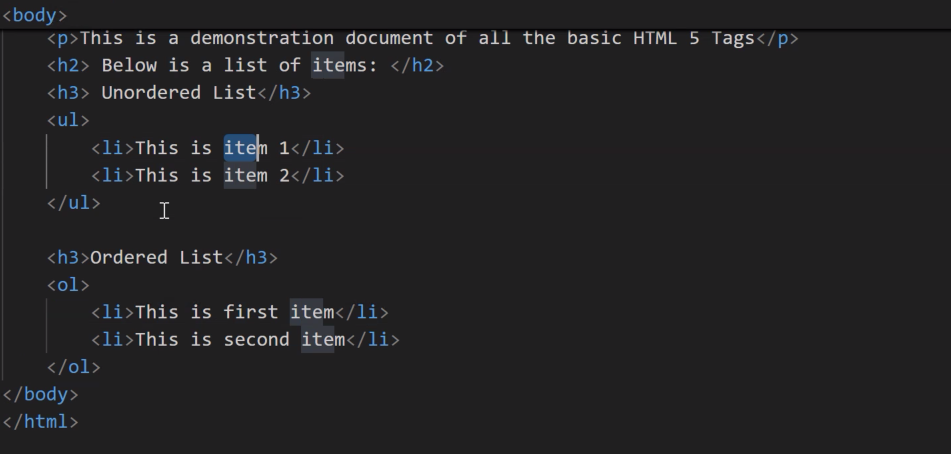 <body>
<p>This is a demonstration document of all the basic HTML 5 Tags</p>
<h2> Below is a list of items: </h2>
<h3> Unordered List</h3>
<ul>
<li>This is item 1</li>
<li>This is item 2</li>
</ul>
<h3>Ordered List</h3>
<ol>
<li>This is first item</li>
<li>This is second item</li>
</ol>
</body>
</html>